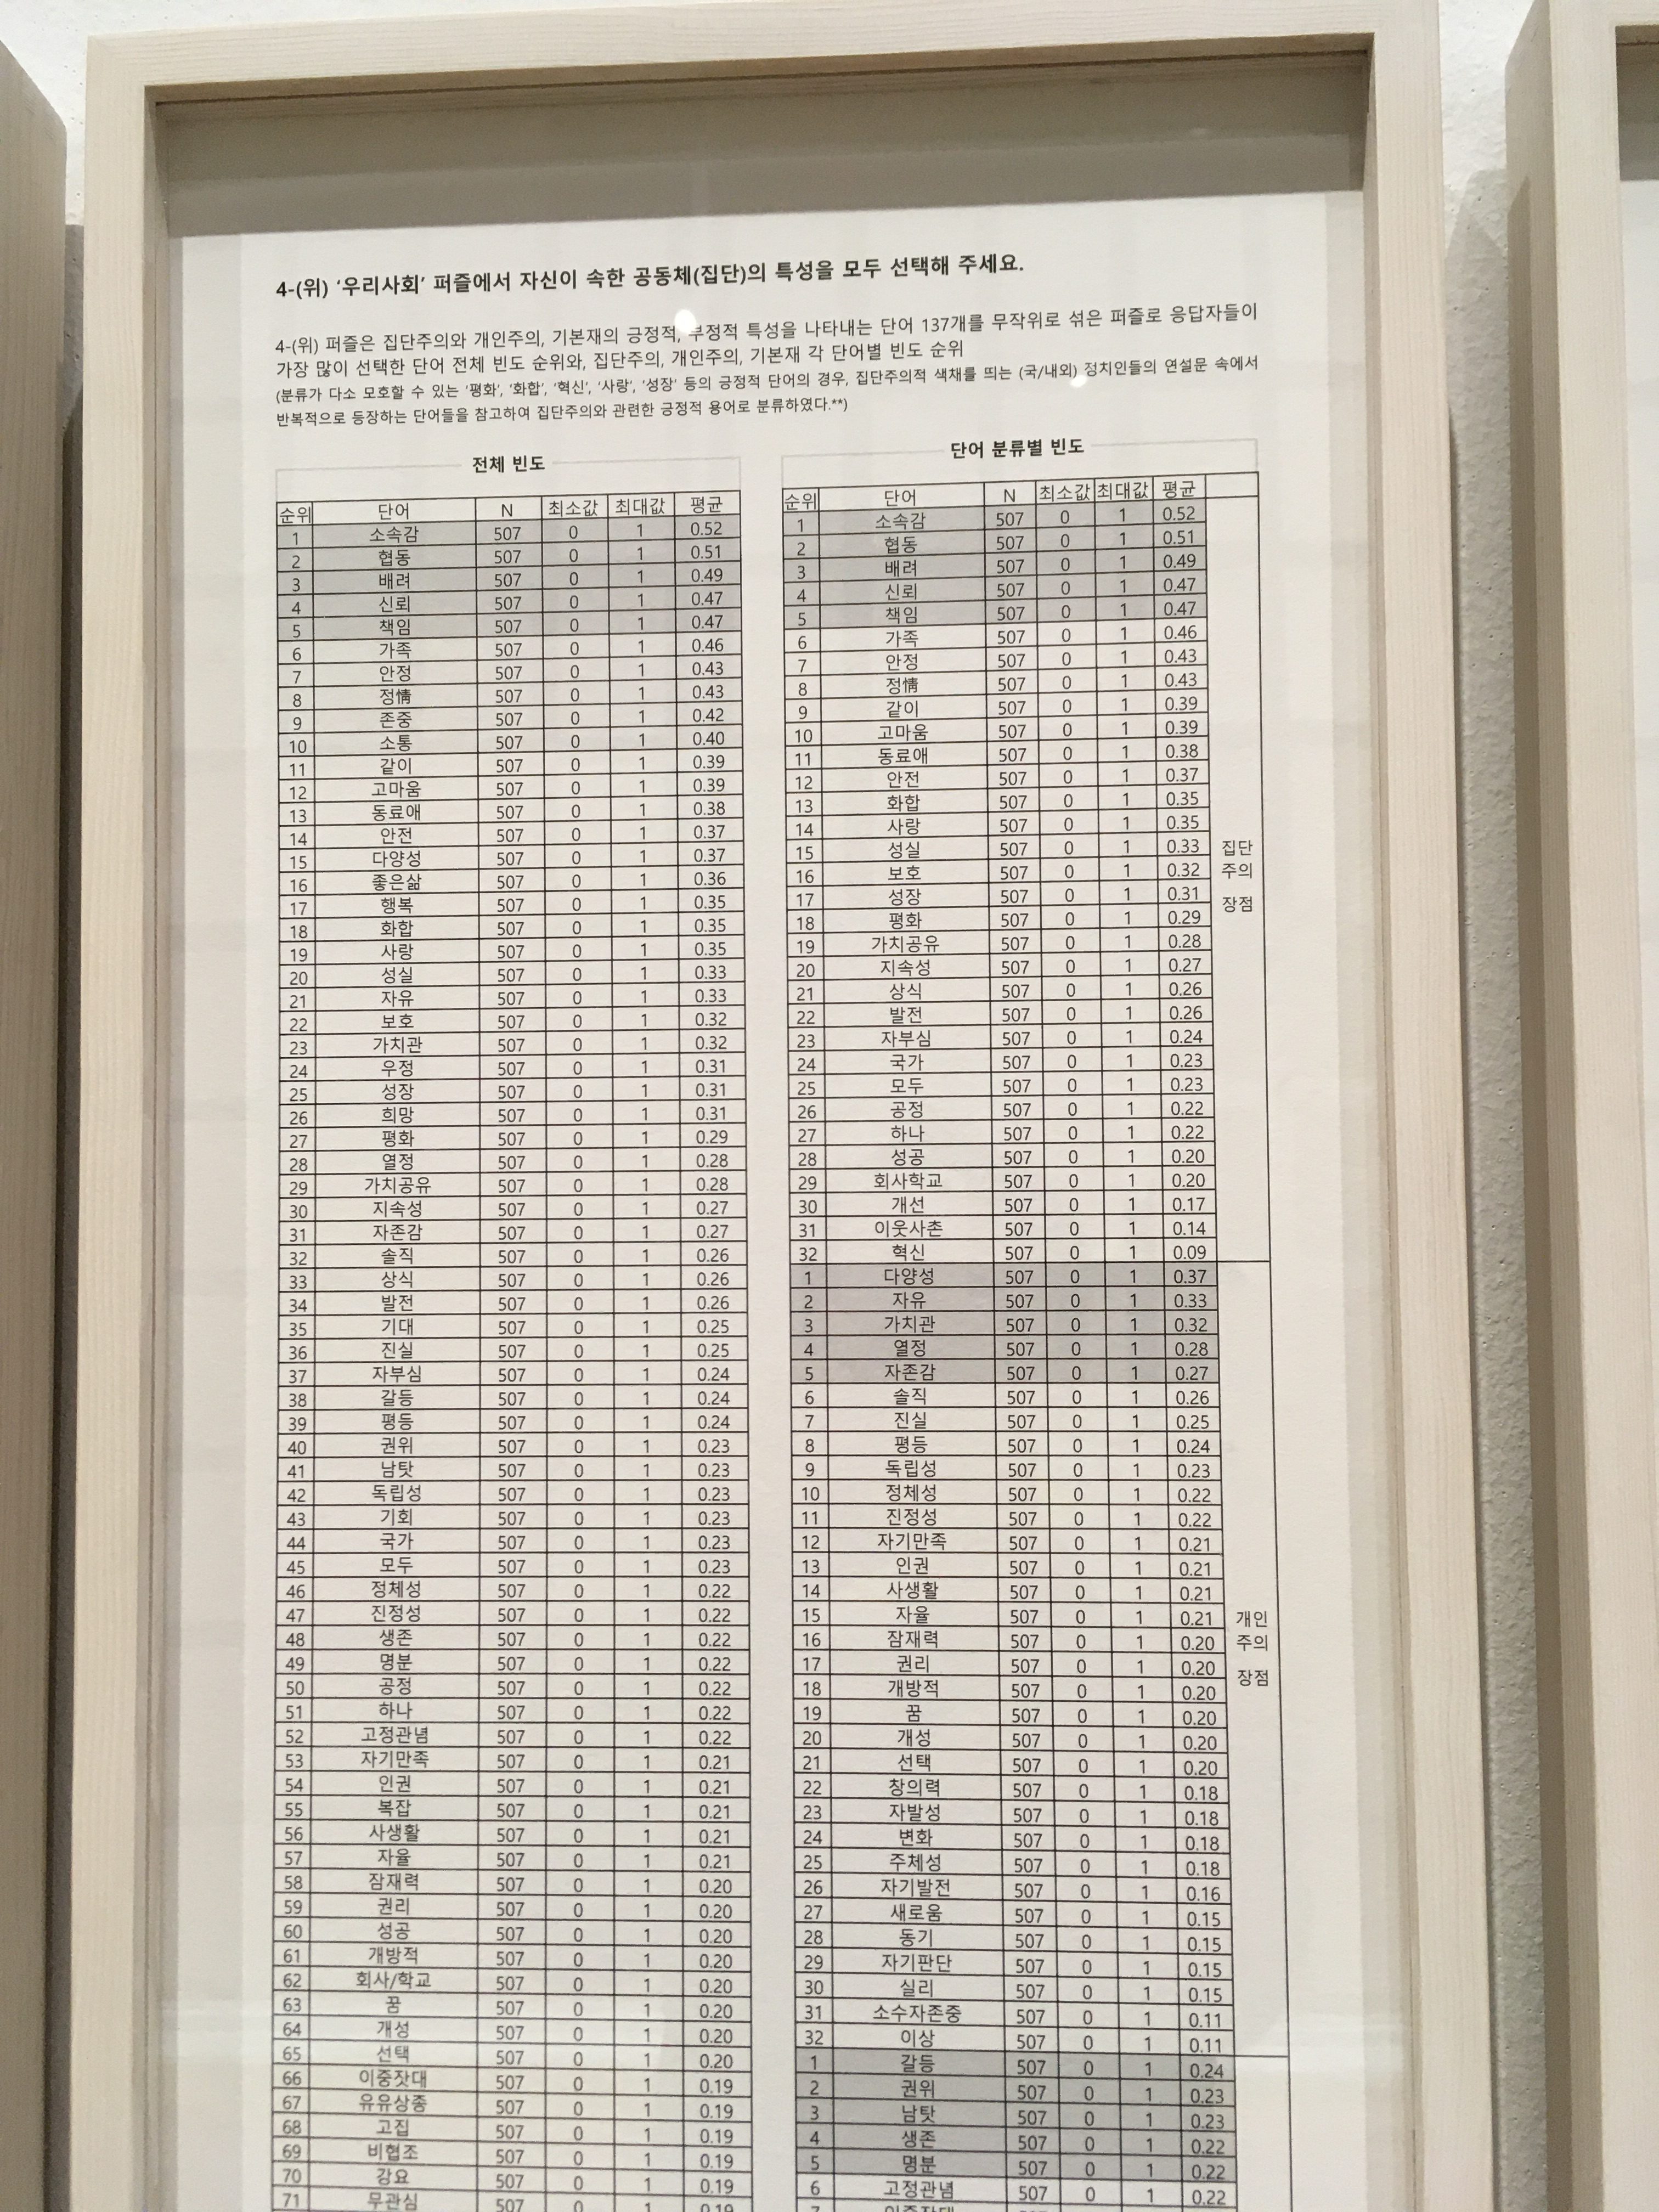 4-(위) ‘우리사회’ 퍼즐에서 자신이 속한 공동체(집단)의 특성을 모두 선택해 주세요.
4-(위) 퍼즐은 집단주의와 개인주의, 기본재의 긍정적, 부정적 특성을 나타내는 단어 137개를 무작위로 섞은 퍼즐로 응답자들이
가장 많이 선택한 단어 전체 빈도 순위와, 집단주의, 개인주의, 기본재 각 단어별 빈도 순위
(분류가 다소 모호할 수 있는 ‘평화’, ‘화합’, ‘혁신’, ‘사랑’, ‘성장’ 등의 긍정적 단어의 경우, 집단주의적 색채를 띄는 (국/내외) 정치인들의 연설문 속에서
반복적으로 등장하는 단어들을 참고하여 집단주의와 관련한 긍정적 용어로 분류하였다.**)
전체 빈도
순위 단어 N 최소값 최대값 평균
1 소속감 507 0 1 0.52
2 협동 507 0 1 0.51
3 배려 507 0 1 0.49
4 신뢰 507 0 1 0.47
5 책임 507 0 1 0.47
6 가족 507 0 1 0.46
7 안정 507 0 1 0.43
8 정情 507 0 1 0.43
9 존중 507 0 1 0.42
10 소통 507 0 1 0.40
11 같이 507 0 1 0.39
12 고마움 507 0 1 0.39
13 동료애 507 0 1 0.38
14 안전 507 0 1 0.37
15 다양성 507 0 1 0.37
16 좋은삶 507 0 1 0.36
17 행복 507 0 1 0.35
18 화합 507 0 1 0.35
19 사랑 507 0 1 0.35
20 성실 507 0 1 0.33
21 자유 507 0 1 0.33
22 보호 507 0 1 0.32
23 가치관 507 0 1 0.32
24 우정 507 0 1 0.31
25 성장 507 0 1 0.31
26 희망 507 0 1 0.31
27 평화 507 0 1 0.29
28 열정 507 0 1 0.28
29 가치공유 507 0 1 0.28
30 지속성 507 0 1 0.27
31 자존감 507 0 1 0.27
32 솔직 507 0 1 0.26
33 상식 507 0 1 0.26
34 발전 507 0 1 0.26
35 기대 507 0 1 0.25
36 진실 507 0 1 0.25
37 자부심 507 0 1 0.24
38 갈등 507 0 1 0.24
39 평등 507 0 1 0.24
40 권위 507 0 1 0.23
41 남탓 507 0 1 0.23
42 독립성 507 0 1 0.23
43 기회 507 0 1 0.23
44 국가 507 0 1 0.23
45 모두 507 0 1 0.23
46 정체성 507 0 1 0.22
47 진정성 507 0 1 0.22
48 생존 507 0 1 0.22
49 명분 507 0 1 0.22
50 공정 507 0 1 0.22
51 하나 507 0 1 0.22
52 고정관념 507 0 1 0.22
53 자기만족 507 0 1 0.21
54 인권 507 0 1 0.21
55 복잡 507 0 1 0.21
56 사생활 507 0 1 0.21
57 자율 507 0 1 0.21
58 잠재력 507 0 1 0.20
59 권리 507 0 1 0.20
60 성공 507 0 1 0.20
61 개방적 507 0 1 0.20
62 회사/학교 507 0 1 0.20
63 꿈 507 0 1 0.20
64 개성 507 0 1 0.20
65 선택 507 0 1 0.20
66 이중잣대 507 0 1 0.19
67 유유상종 507 0 1 0.19
68 고집 507 0 1 0.19
69 비협조 507 0 1 0.19
70 강요 507 0 1 0.19
71 무관심 507 0 1 0.19
단어 분류별 빈도
순위 단어 N 최소값 최대값 평균
1 소속감 507 0 1 0.52
2 협동 507 0 1 0.51
3 배려 507 0 1 0.49
4 신뢰 507 0 1 0.47
5 책임 507 0 1 0.47
6 가족 507 0 1 0.46
7 안정 507 0 1 0.43
8 정情 507 0 1 0.43
9 같이 507 0 1 0.39
10 고마움 507 0 1 0.39
11 동료애 507 0 1 0.38
12 안전 507 0 1 0.37
13 화합 507 0 1 0.35
14 사랑 507 0 1 0.35
15 성실 507 0 1 0.33
16 보호 507 0 1 0.32
17 성장 507 0 1 0.31
18 평화 507 0 1 0.29
19 가치공유 507 0 1 0.28
20 지속성 507 0 1 0.27
21 상식 507 0 1 0.26
22 발전 507 0 1 0.26
23 자부심 507 0 1 0.24
24 국가 507 0 1 0.23
25 모두 507 0 1 0.23
26 공정 507 0 1 0.22
27 하나 507 0 1 0.22
28 성공 507 0 1 0.20
29 회사학교 507 0 1 0.20
30 개선 507 0 1 0.17
31 이웃사촌 507 0 1 0.14
32 혁신 507 0 1 0.09
집단
주의
장점
1 다양성 507 0 1 0.37
2 자유 507 0 1 0.33
3 가치관 507 0 1 0.32
4 열정 507 0 1 0.28
5 자존감 507 0 1 0.27
6 솔직 507 0 1 0.26
7 진실 507 0 1 0.25
8 평등 507 0 1 0.24
9 독립성 507 0 1 0.23
10 정체성 507 0 1 0.22
11 진정성 507 0 1 0.22
12 자기만족 507 0 1 0.21
13 인권 507 0 1 0.21
14 사생활 507 0 1 0.21
15 자율 507 0 1 0.21
16 잠재력 507 0 1 0.20
17 권리 507 0 1 0.20
18 개방적 507 0 1 0.20
19 꿈 507 0 1 0.20
20 개성 507 0 1 0.20
21 선택 507 0 1 0.20
22 창의력 507 0 1 0.18
23 자발성 507 0 1 0.18
24 변화 507 0 1 0.18
25 주체성 507 0 1 0.18
26 자기발전 507 0 1 0.16
27 새로움 507 0 1 0.15
28 동기 507 0 1 0.15
29 자기판단 507 0 1 0.15
30 실리 507 0 1 0.15
31 소수자존중 507 0 1 0.11
32 이상 507 0 1 0.11
개인
주의
장점
1 갈등 507 0 1 0.24
2 권위 507 0 1 0.23
3 남탓 507 0 1 0.23
4 생존 507 0 1 0.22
5 명분 507 0 1 0.22
6 고정관념 507 0 1 0.22